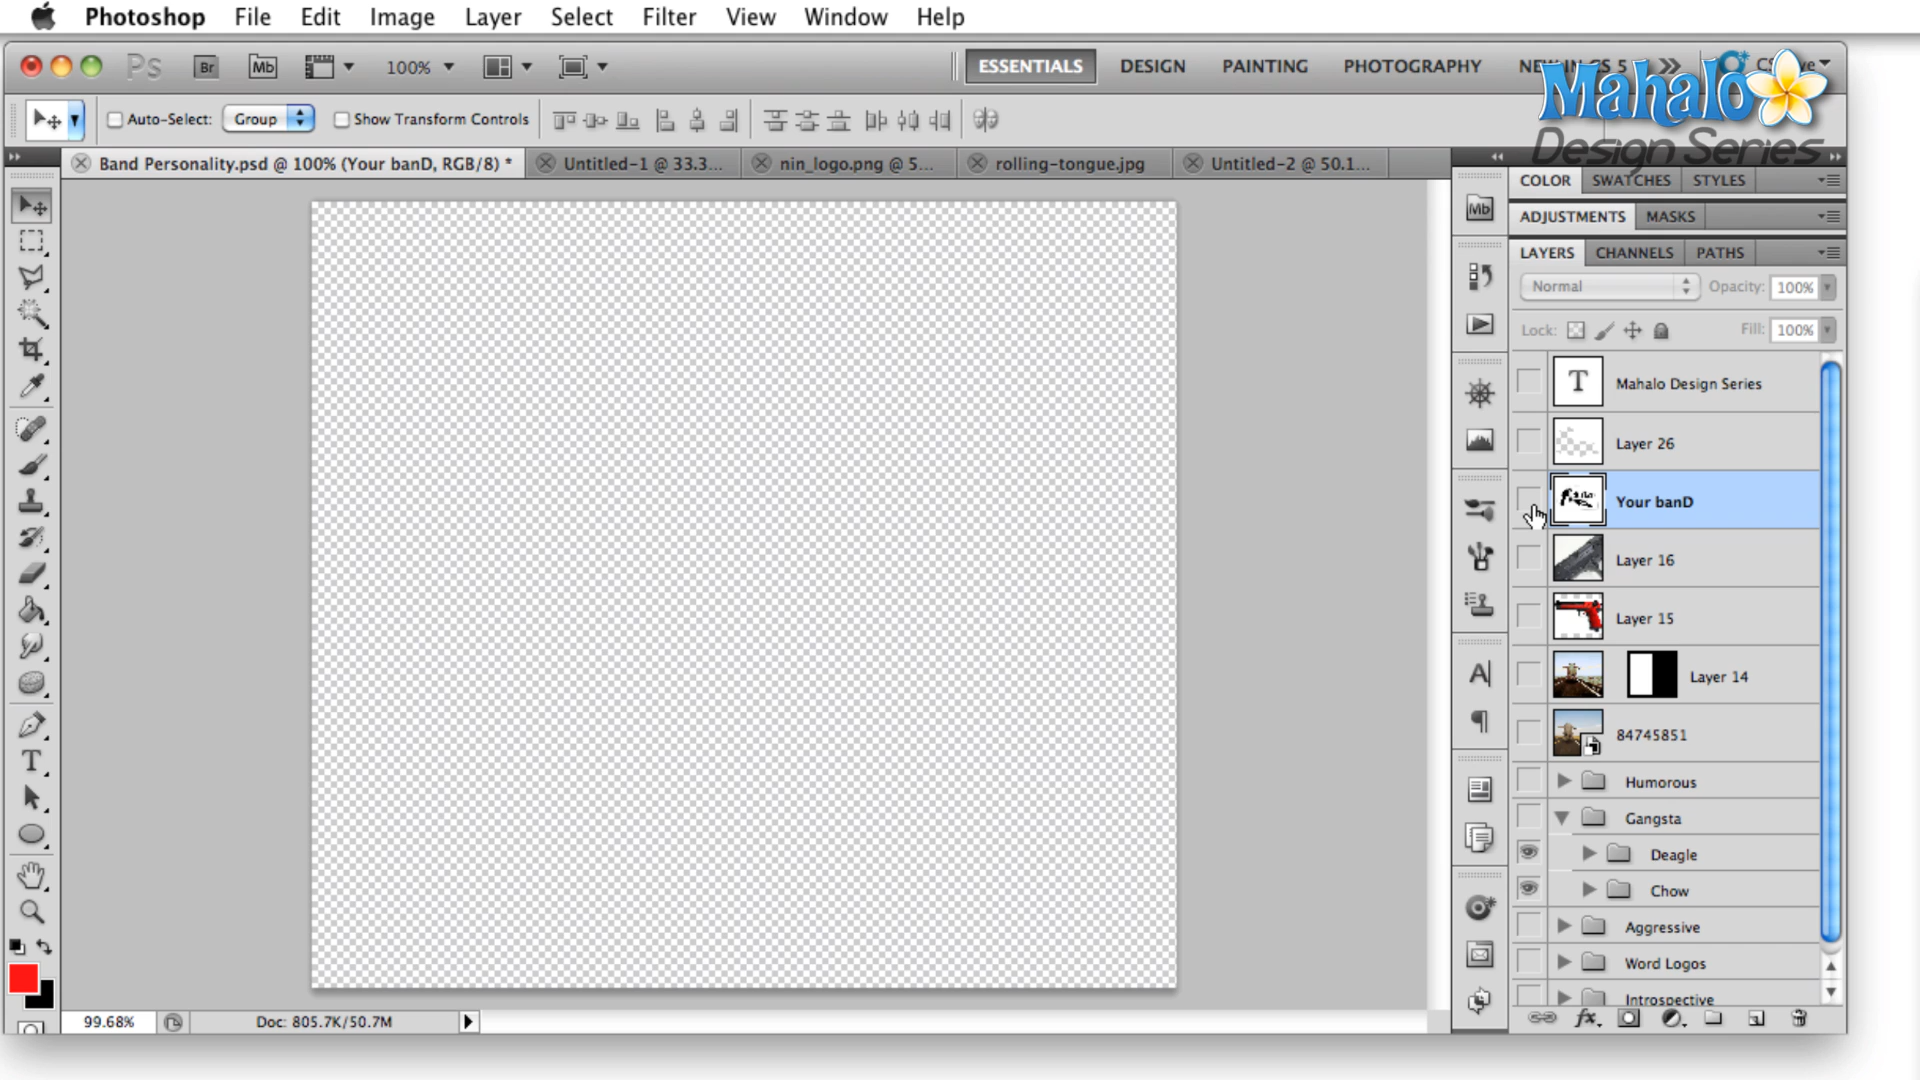 Photoshop File Edit Image Layer Select Filter View Window Help
Ps Br Mb 100% ESSENTIALS DESIGN PAINTING PHOTOGRAPHY
Mahalo
Design Series
Auto-Select: Group Show Transform Controls
Band Personality.psd @ 100% (Your banD, RGB/8) * Untitled-1 @ 33.3... nin_logo.png @ 5... rolling-tongue.jpg Untitled-2 @ 50.1...
COLOR SWATCHES STYLES
Mb
ADJUSTMENTS MASKS
LAYERS CHANNELS PATHS
Normal Opacity: 100%
Lock: Fill: 100%
T Mahalo Design Series
Layer 26
Your banD
Layer 16
Layer 15
Layer 14
84745851
Humorous
Gangsta
Deagle
Chow
Aggressive
Word Logos
Introspective
99.68% Doc: 805.7K/50.7M
fx